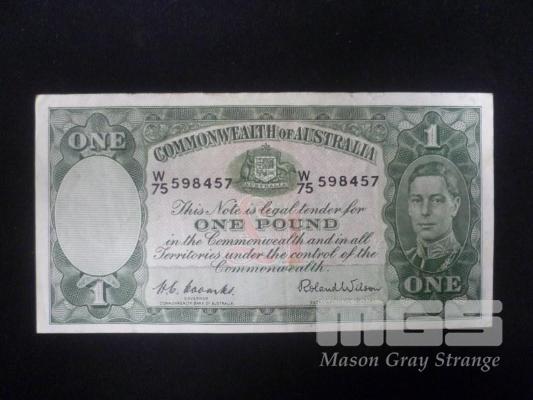 ONE
COMMONWEALTH OF AUSTRALIA
1
AUSTRALIA
W/75 598457 W/75 598457
This Note is legal tender for
ONE POUND
in the Commonwealth and in all
Territories under the control of the
Commonwealth.
H.C. Coombs Roland Wilson
GOVERNOR
COMMONWEALTH BANK OF AUSTRALIA
1
ONE
MGS
Mason Gray Strange